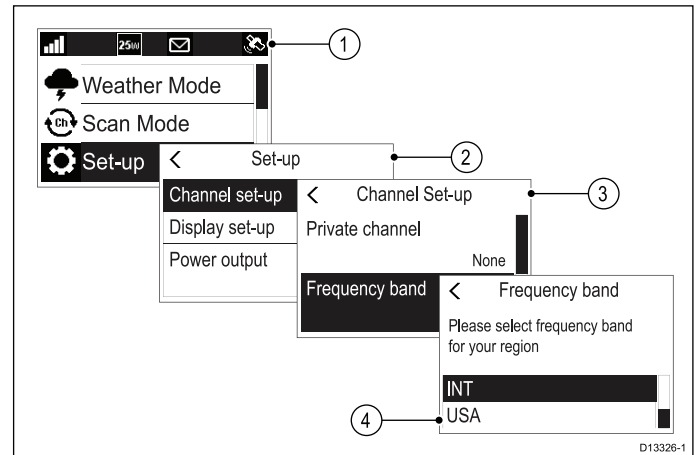 25W
1
Weather Mode
Ch Scan Mode
Set-up
< Set-up
2
Channel set-up
Display set-up
Power output
< Channel Set-up
3
Private channel
None
Frequency band
< Frequency band
Please select frequency band
for your region
INT
USA
4
D13326-1